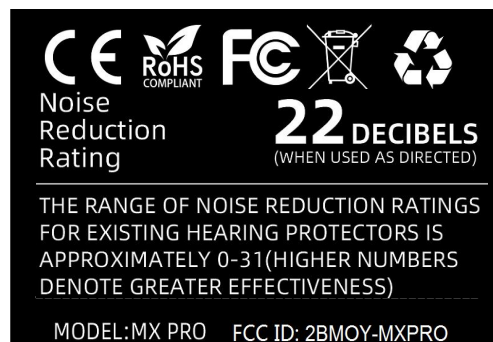 CE RoHS COMPLIANT FC
Noise
Reduction
Rating
22 DECIBELS
(WHEN USED AS DIRECTED)
THE RANGE OF NOISE REDUCTION RATINGS
FOR EXISTING HEARING PROTECTORS IS
APPROXIMATELY 0-31(HIGHER NUMBERS
DENOTE GREATER EFFECTIVENESS)
MODEL:MX PRO FCC ID: 2BMOY-MXPRO